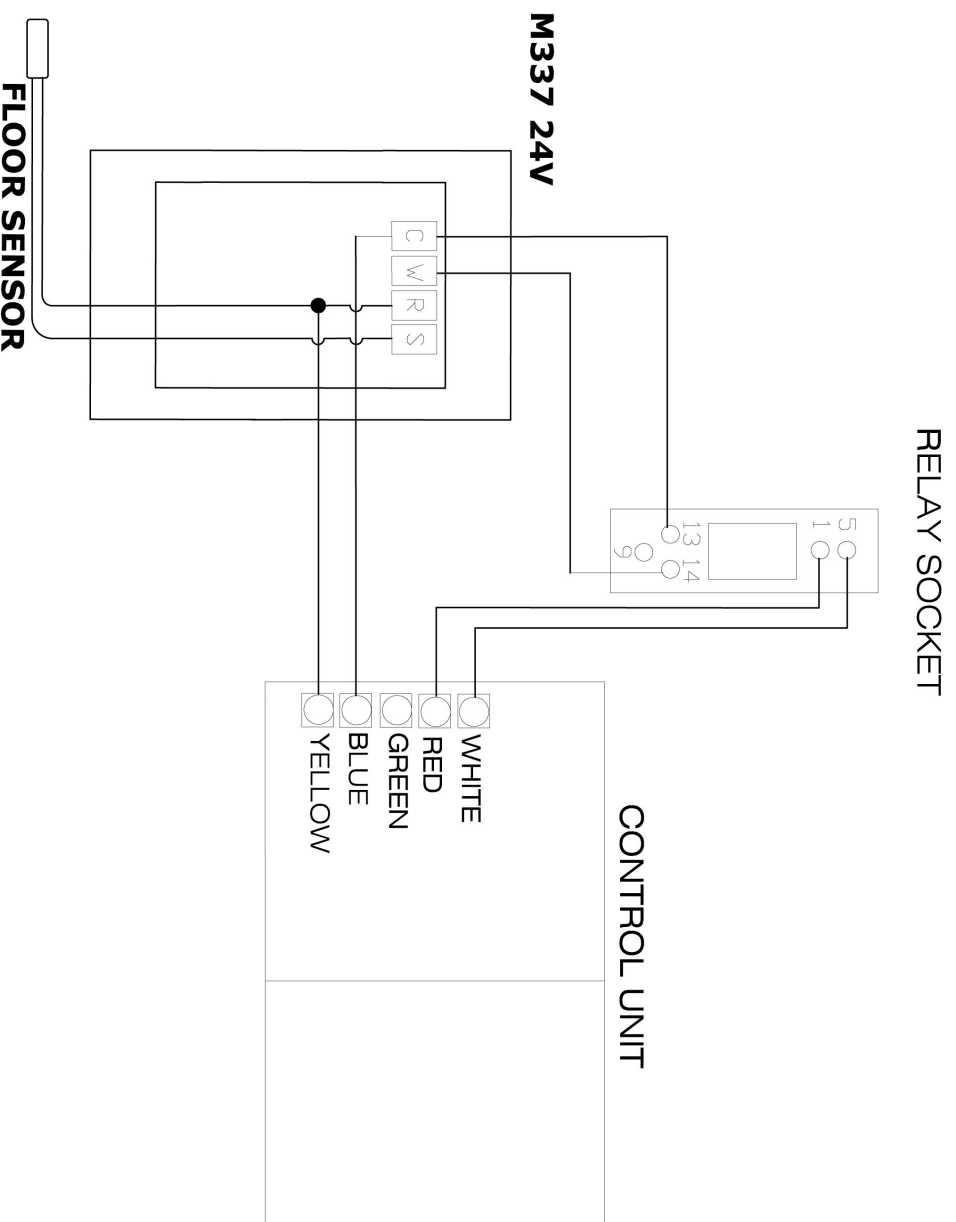 RELAY SOCKET
5
1
13
14
9
M337 24V
C
W
R
S
CONTROL UNIT
WHITE
RED
GREEN
BLUE
YELLOW
FLOOR SENSOR